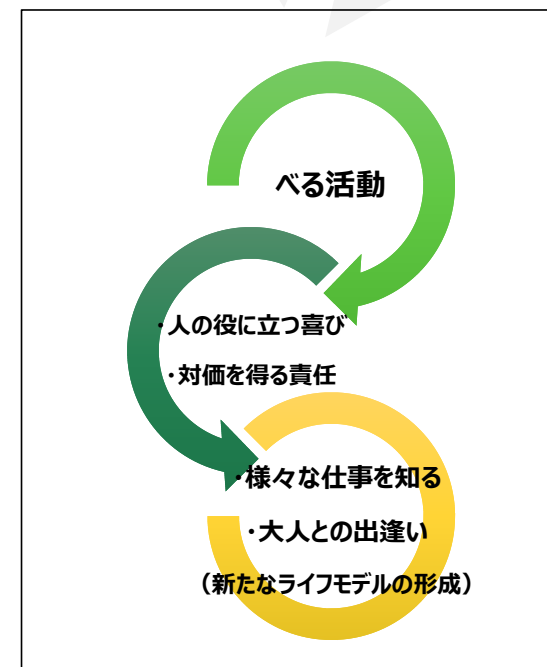 べる活動
・人の役に立つ喜び
・対価を得る責任
・様々な仕事を知る
・大人との出逢い
（新たなライフモデルの形成）